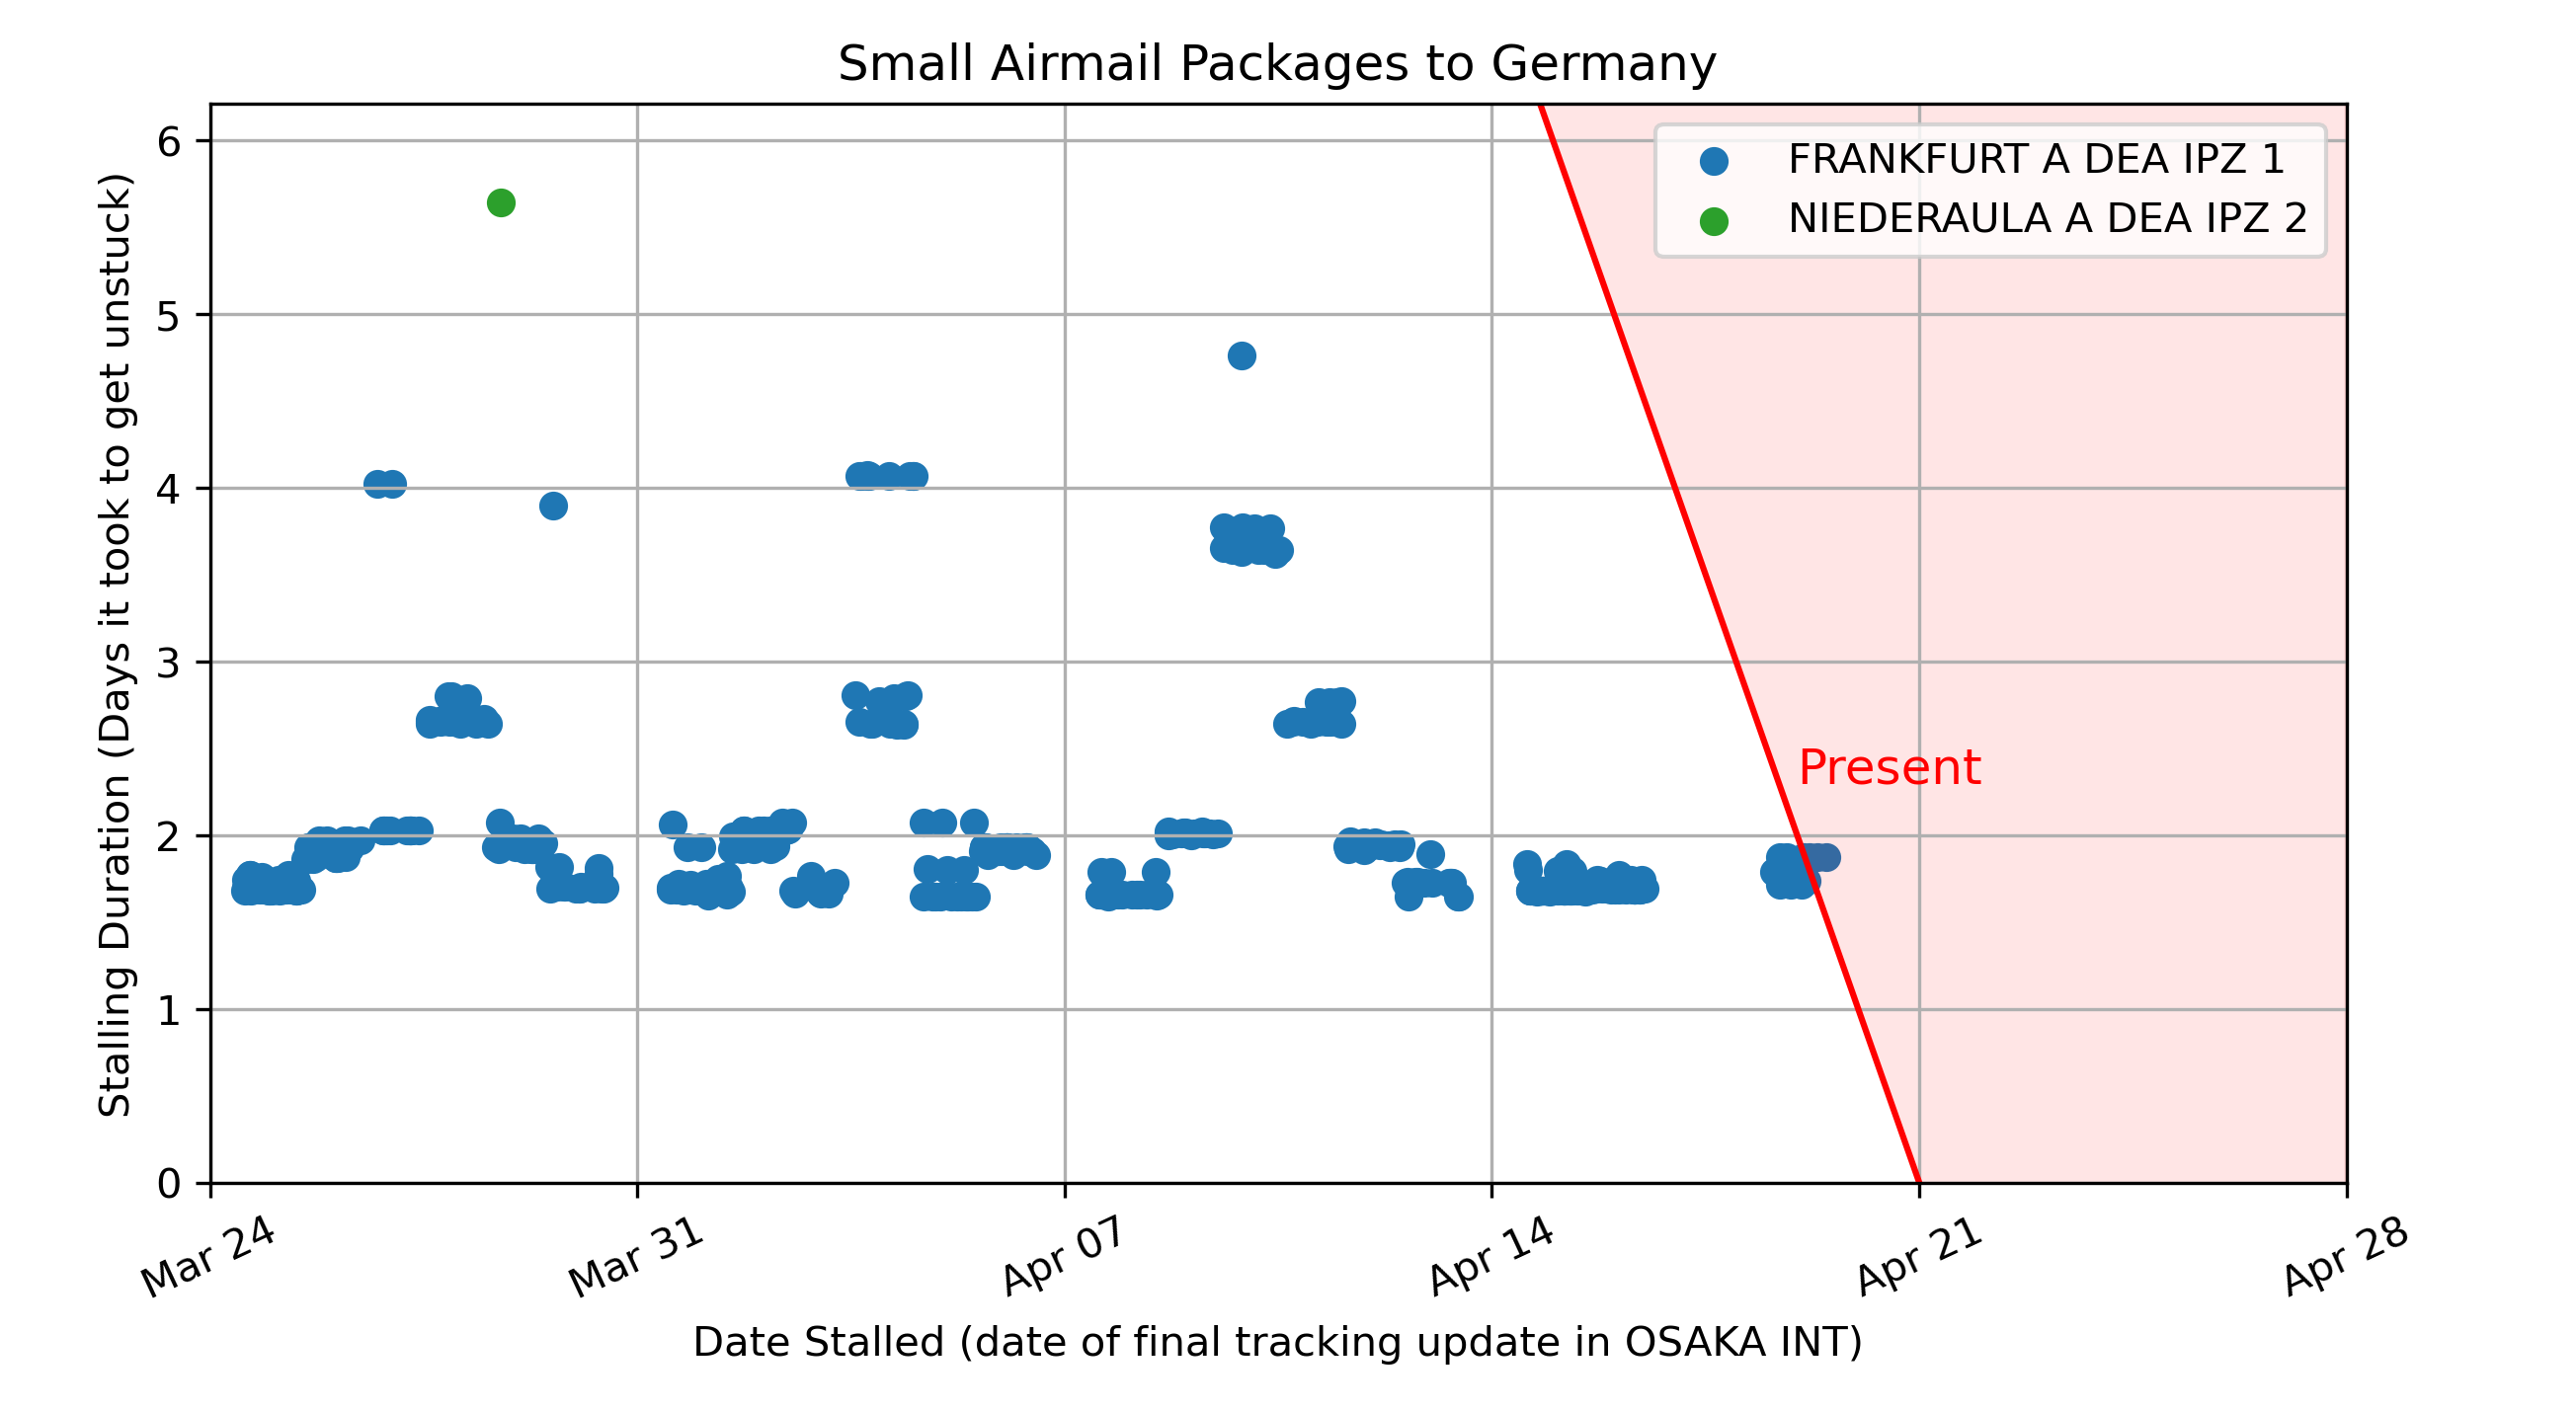 Small Airmail Packages to Germany
Stalling Duration (Days it took to get unstuck)
6
5
4
3
2
1
0
FRANKFURT A DEA IPZ 1
NIEDERAULA A DEA IPZ 2
Present
Mar 24
Mar 31
Apr 07
Apr 14
Apr 21
Apr 28
Date Stalled (date of final tracking update in OSAKA INT)